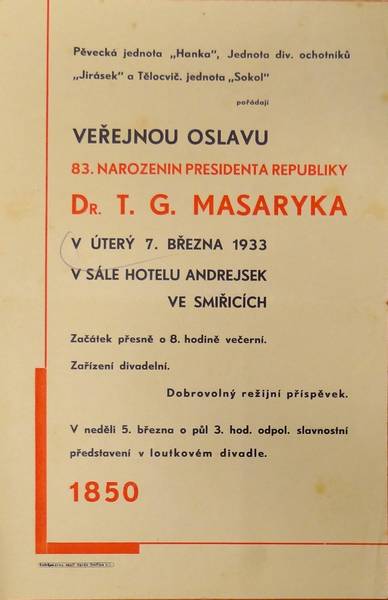 Pěvecká jednota „Hanka", Jednota div. ochotníků
„Jirásek" a Tělocvič. jednota „Sokol"
pořádají
VEŘEJNOU OSLAVU
83. NAROZENIN PRESIDENTA REPUBLIKY
DR. T. G. MASARYKA
V ÚTERÝ 7. BŘEZNA 1933
V SÁLE HOTELU ANDREJSEK
VE SMIŘICÍCH
Začátek přesně o 8. hodině večerní.
Zařízení divadelní.
Dobrovolný režijní příspěvek.
V neděli 5. března o půl 3. hod. odpol. slavnostní
představení v loutkovém divadle.
1850